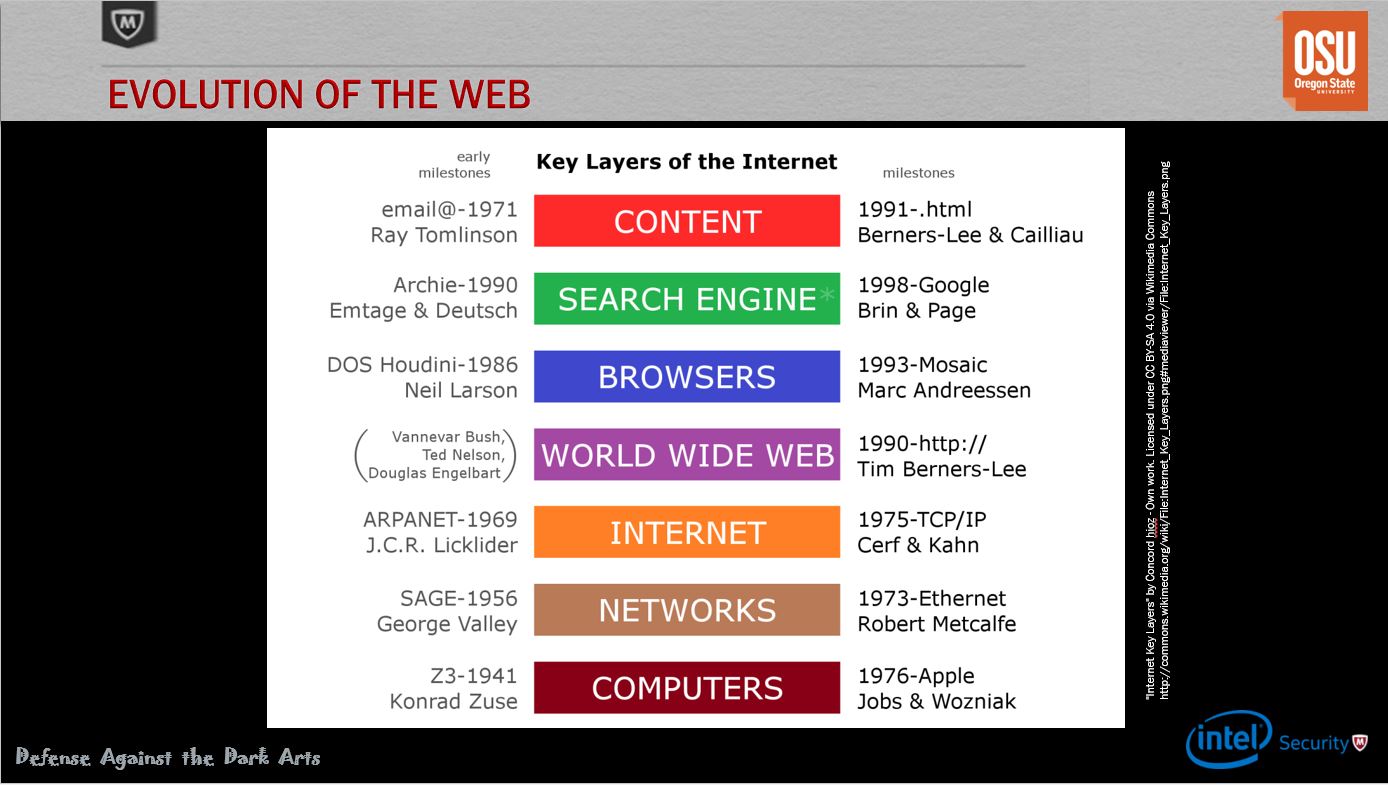 M
OSU
Oregon State
UNIVERSITY
EVOLUTION OF THE WEB
early
milestones
Key Layers of the Internet
milestones
email@-1971
Ray Tomlinson
CONTENT
1991-.html
Berners-Lee & Cailliau
Archie-1990
Emtage & Deutsch
SEARCH ENGINE*
1998-Google
Brin & Page
DOS Houdini-1986
Neil Larson
BROWSERS
1993-Mosaic
Marc Andreessen
(Vannevar Bush,
Ted Nelson,
Douglas Engelbart)
WORLD WIDE WEB
1990-http://
Tim Berners-Lee
ARPANET-1969
J.C.R. Licklider
INTERNET
1975-TCP/IP
Cerf & Kahn
SAGE-1956
George Valley
NETWORKS
1973-Ethernet
Robert Metcalfe
Z3-1941
Konrad Zuse
COMPUTERS
1976-Apple
Jobs & Wozniak
"Internet Key Layers" by Concord hioz - Own work. Licensed under CC BY-SA 4.0 via Wikimedia Commons
http://commons.wikimedia.org/wiki/File:Internet_Key_Layers.png#mediaviewer/File:Internet_Key_Layers.png
Defense Against the Dark Arts
intel Security M